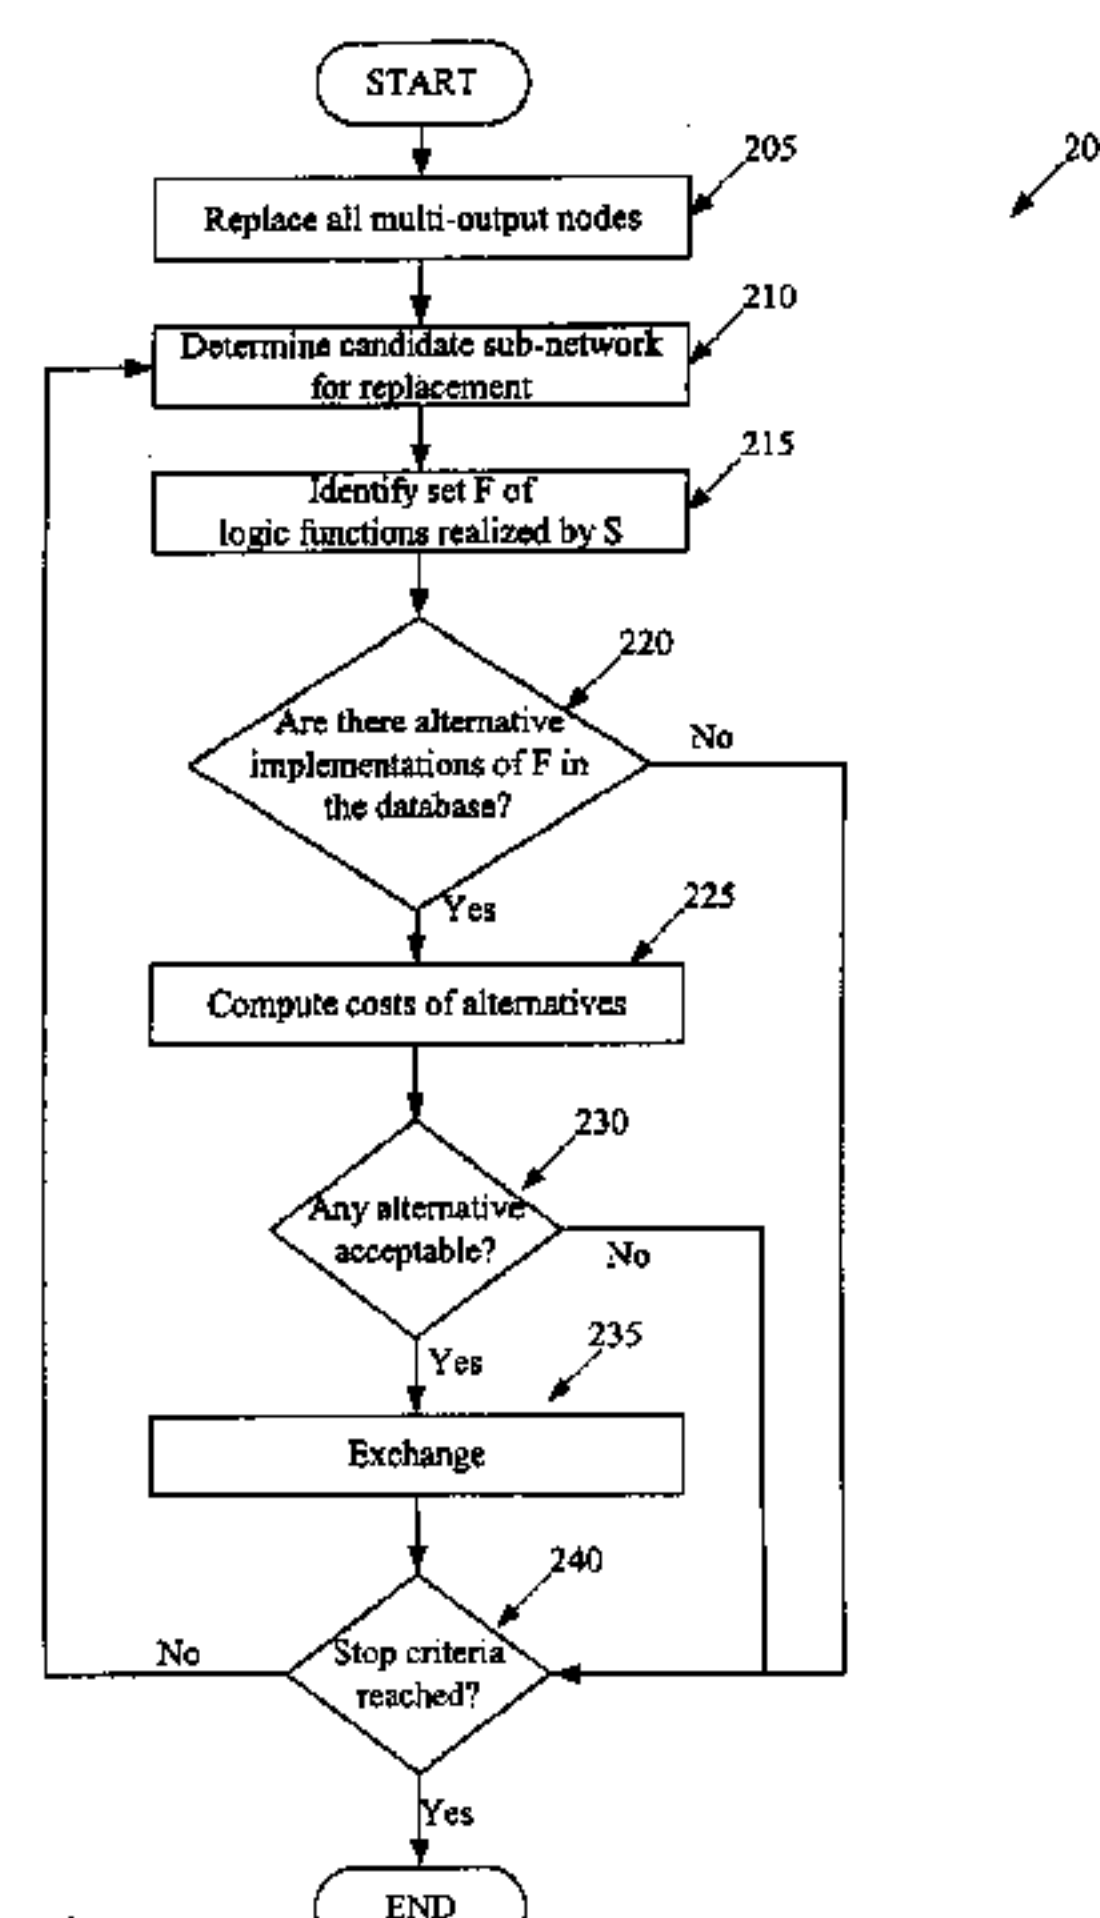 START
205
20
Replace all multi-output nodes
210
Determine candidate sub-network
for replacement
215
Identify set F of
logic functions realized by S
220
Are there alternative
implementations of F in
the database?
No
Yes
225
Compute costs of alternatives
230
Any alternative
acceptable?
No
235
Yes
Exchange
240
Stop criteria
reached?
No
Yes
END